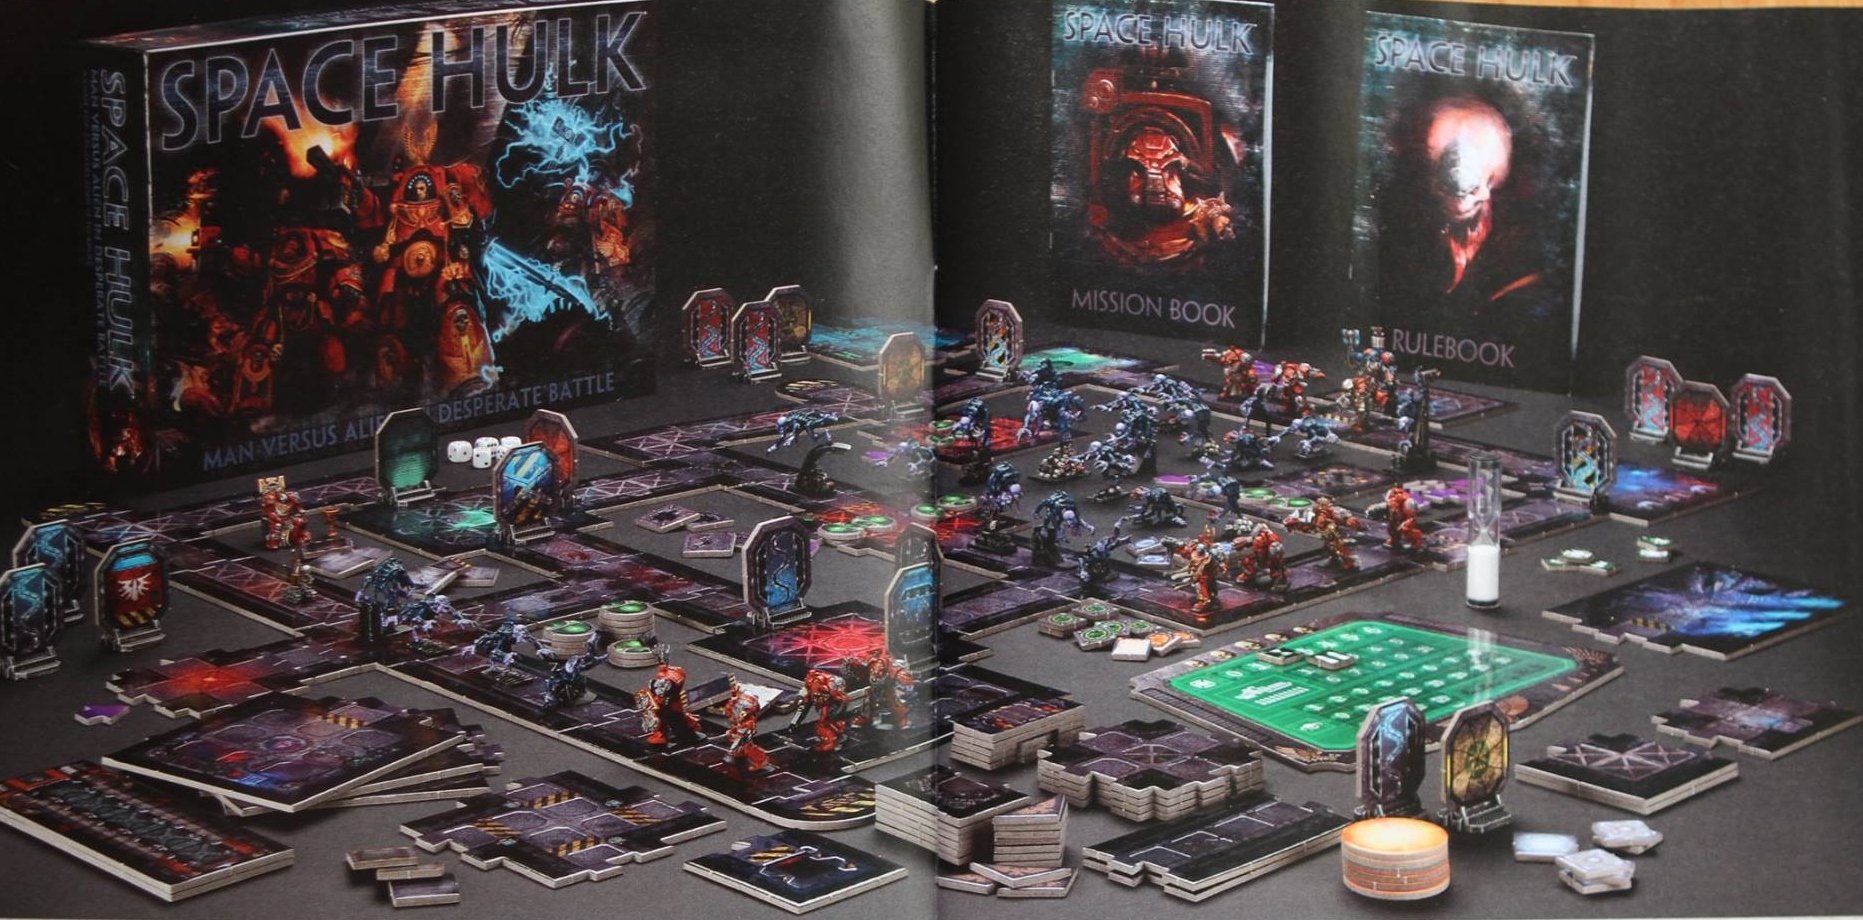 SPACE HULK
MAN VERSUS ALIEN DESPERATE BATTLE
SPACE HULK
MAN VERSUS ALIEN IN DESPERATE BATTLE
SPACE HULK
MISSION BOOK
SPACE HULK
RULEBOOK